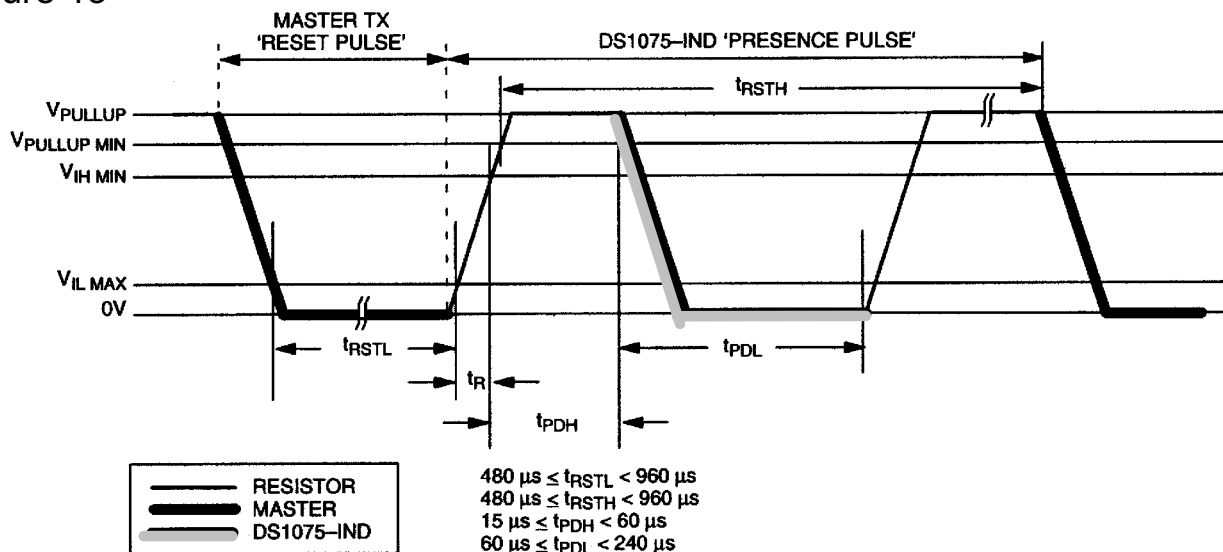 MASTER TX
'RESET PULSE'
DS1075–IND 'PRESENCE PULSE'
tRSTH
VPULLUP
VPULLUP MIN
VIH MIN
VIL MAX
0V
tRSTL
tR
tPDL
tPDH
RESISTOR
MASTER
DS1075–IND
480 µs ≤ tRSTL < 960 µs
480 µs ≤ tRSTH < 960 µs
15 µs ≤ tPDH < 60 µs
60 µs ≤ tPDL < 240 µs